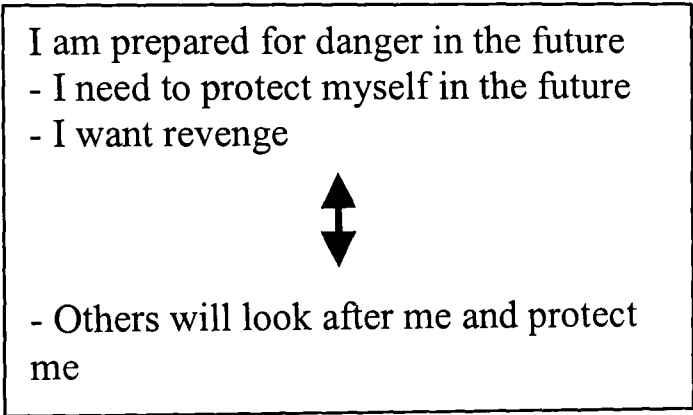 I am prepared for danger in the future
- I need to protect myself in the future
- I want revenge
- Others will look after me and protect
me